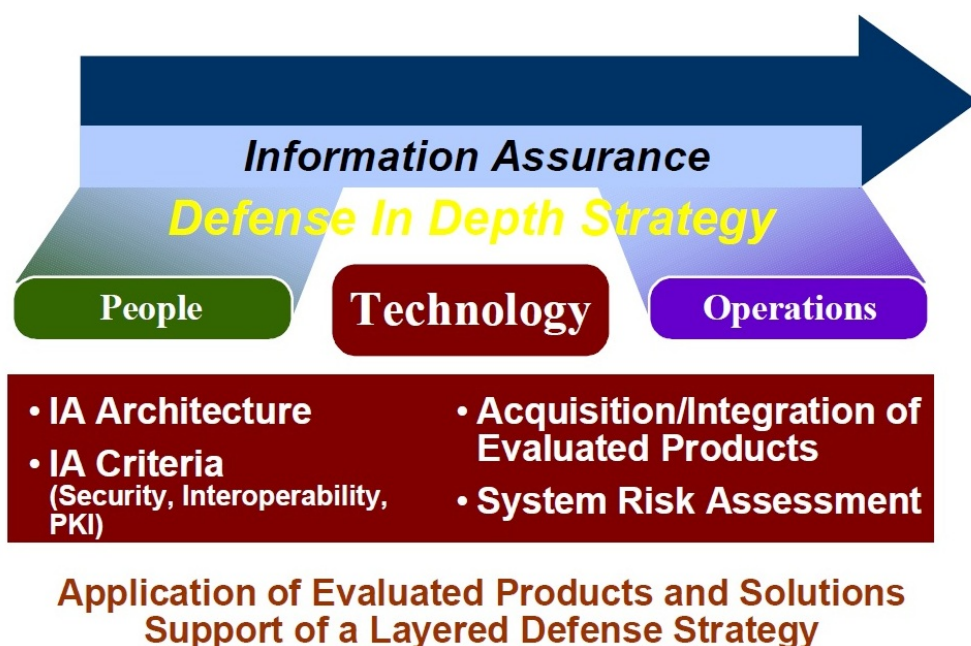 Information Assurance
Defense In Depth Strategy
People
Technology
Operations
• IA Architecture
• IA Criteria
(Security, Interoperability,
PKI)
• Acquisition/Integration of
Evaluated Products
• System Risk Assessment
Application of Evaluated Products and Solutions
Support of a Layered Defense Strategy